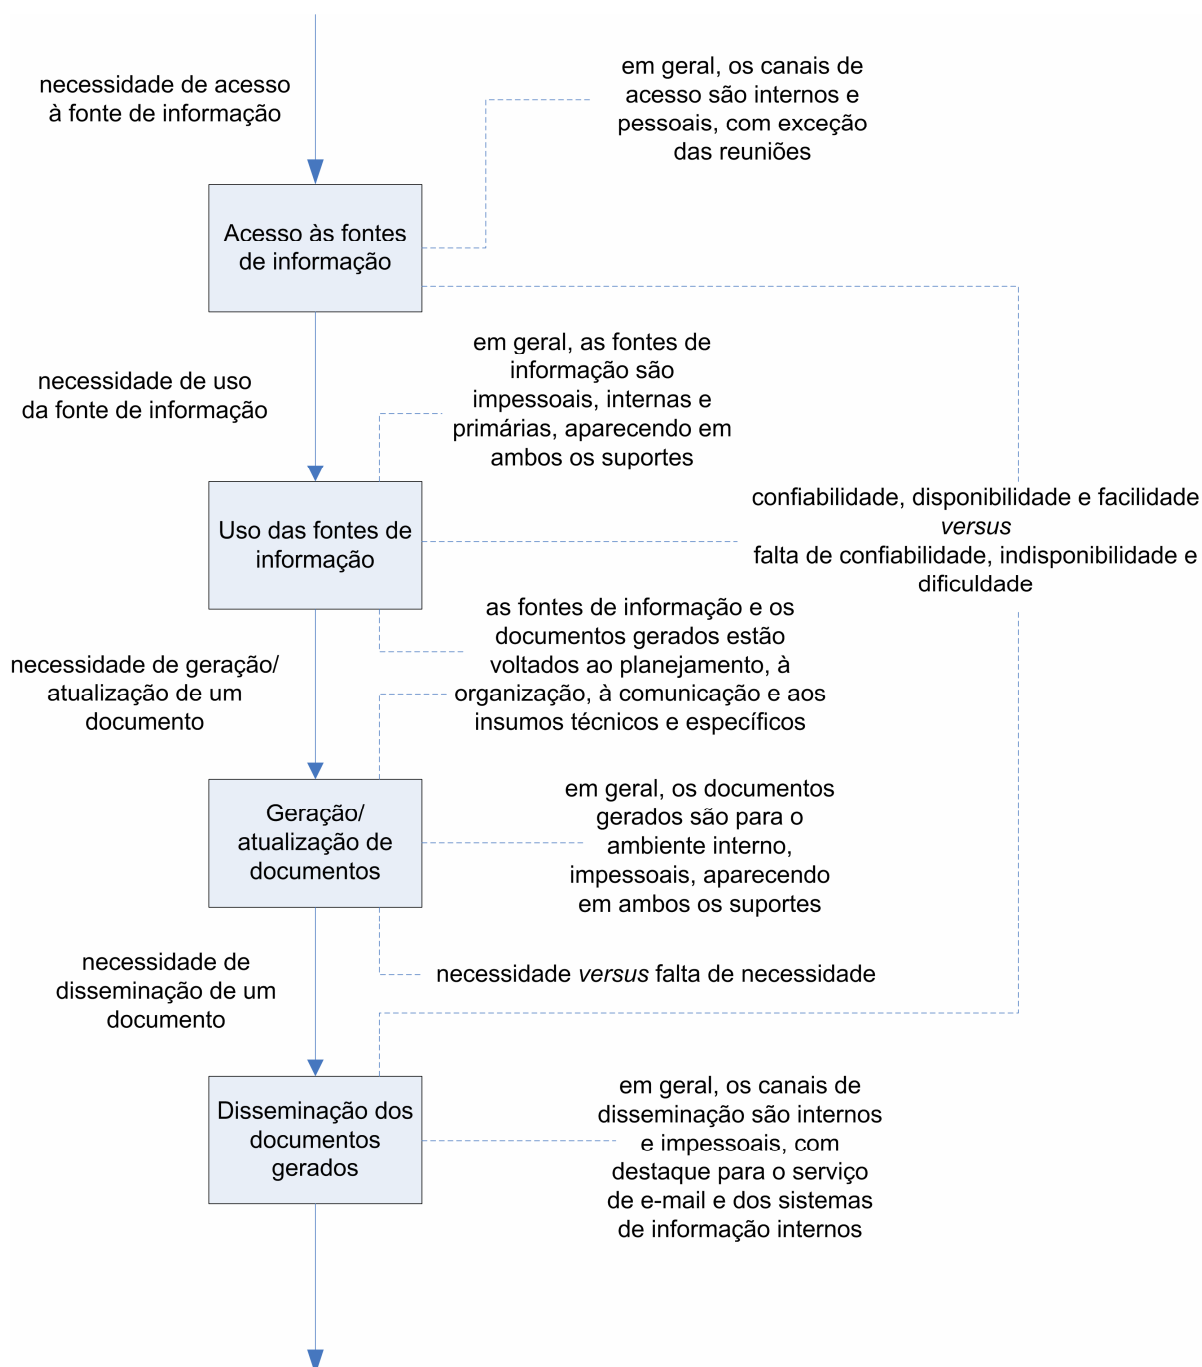 necessidade de acesso
à fonte de informação
em geral, os canais de
acesso são internos e
pessoais, com exceção
das reuniões
Acesso às fontes
de informação
necessidade de uso
da fonte de informação
em geral, as fontes de
informação são
impessoais, internas e
primárias, aparecendo em
ambos os suportes
Uso das fontes de
informação
confiabilidade, disponibilidade e facilidade
versus
falta de confiabilidade, indisponibilidade e
dificuldade
necessidade de geração/
atualização de um
documento
as fontes de informação e os
documentos gerados estão
voltados ao planejamento, à
organização, à comunicação e aos
insumos técnicos e específicos
Geração/
atualização de
documentos
em geral, os documentos
gerados são para o
ambiente interno,
impessoais, aparecendo
em ambos os suportes
necessidade de
disseminação de um
documento
necessidade versus falta de necessidade
Disseminação dos
documentos
gerados
em geral, os canais de
disseminação são internos
e impessoais, com
destaque para o serviço
de e-mail e dos sistemas
de informação internos